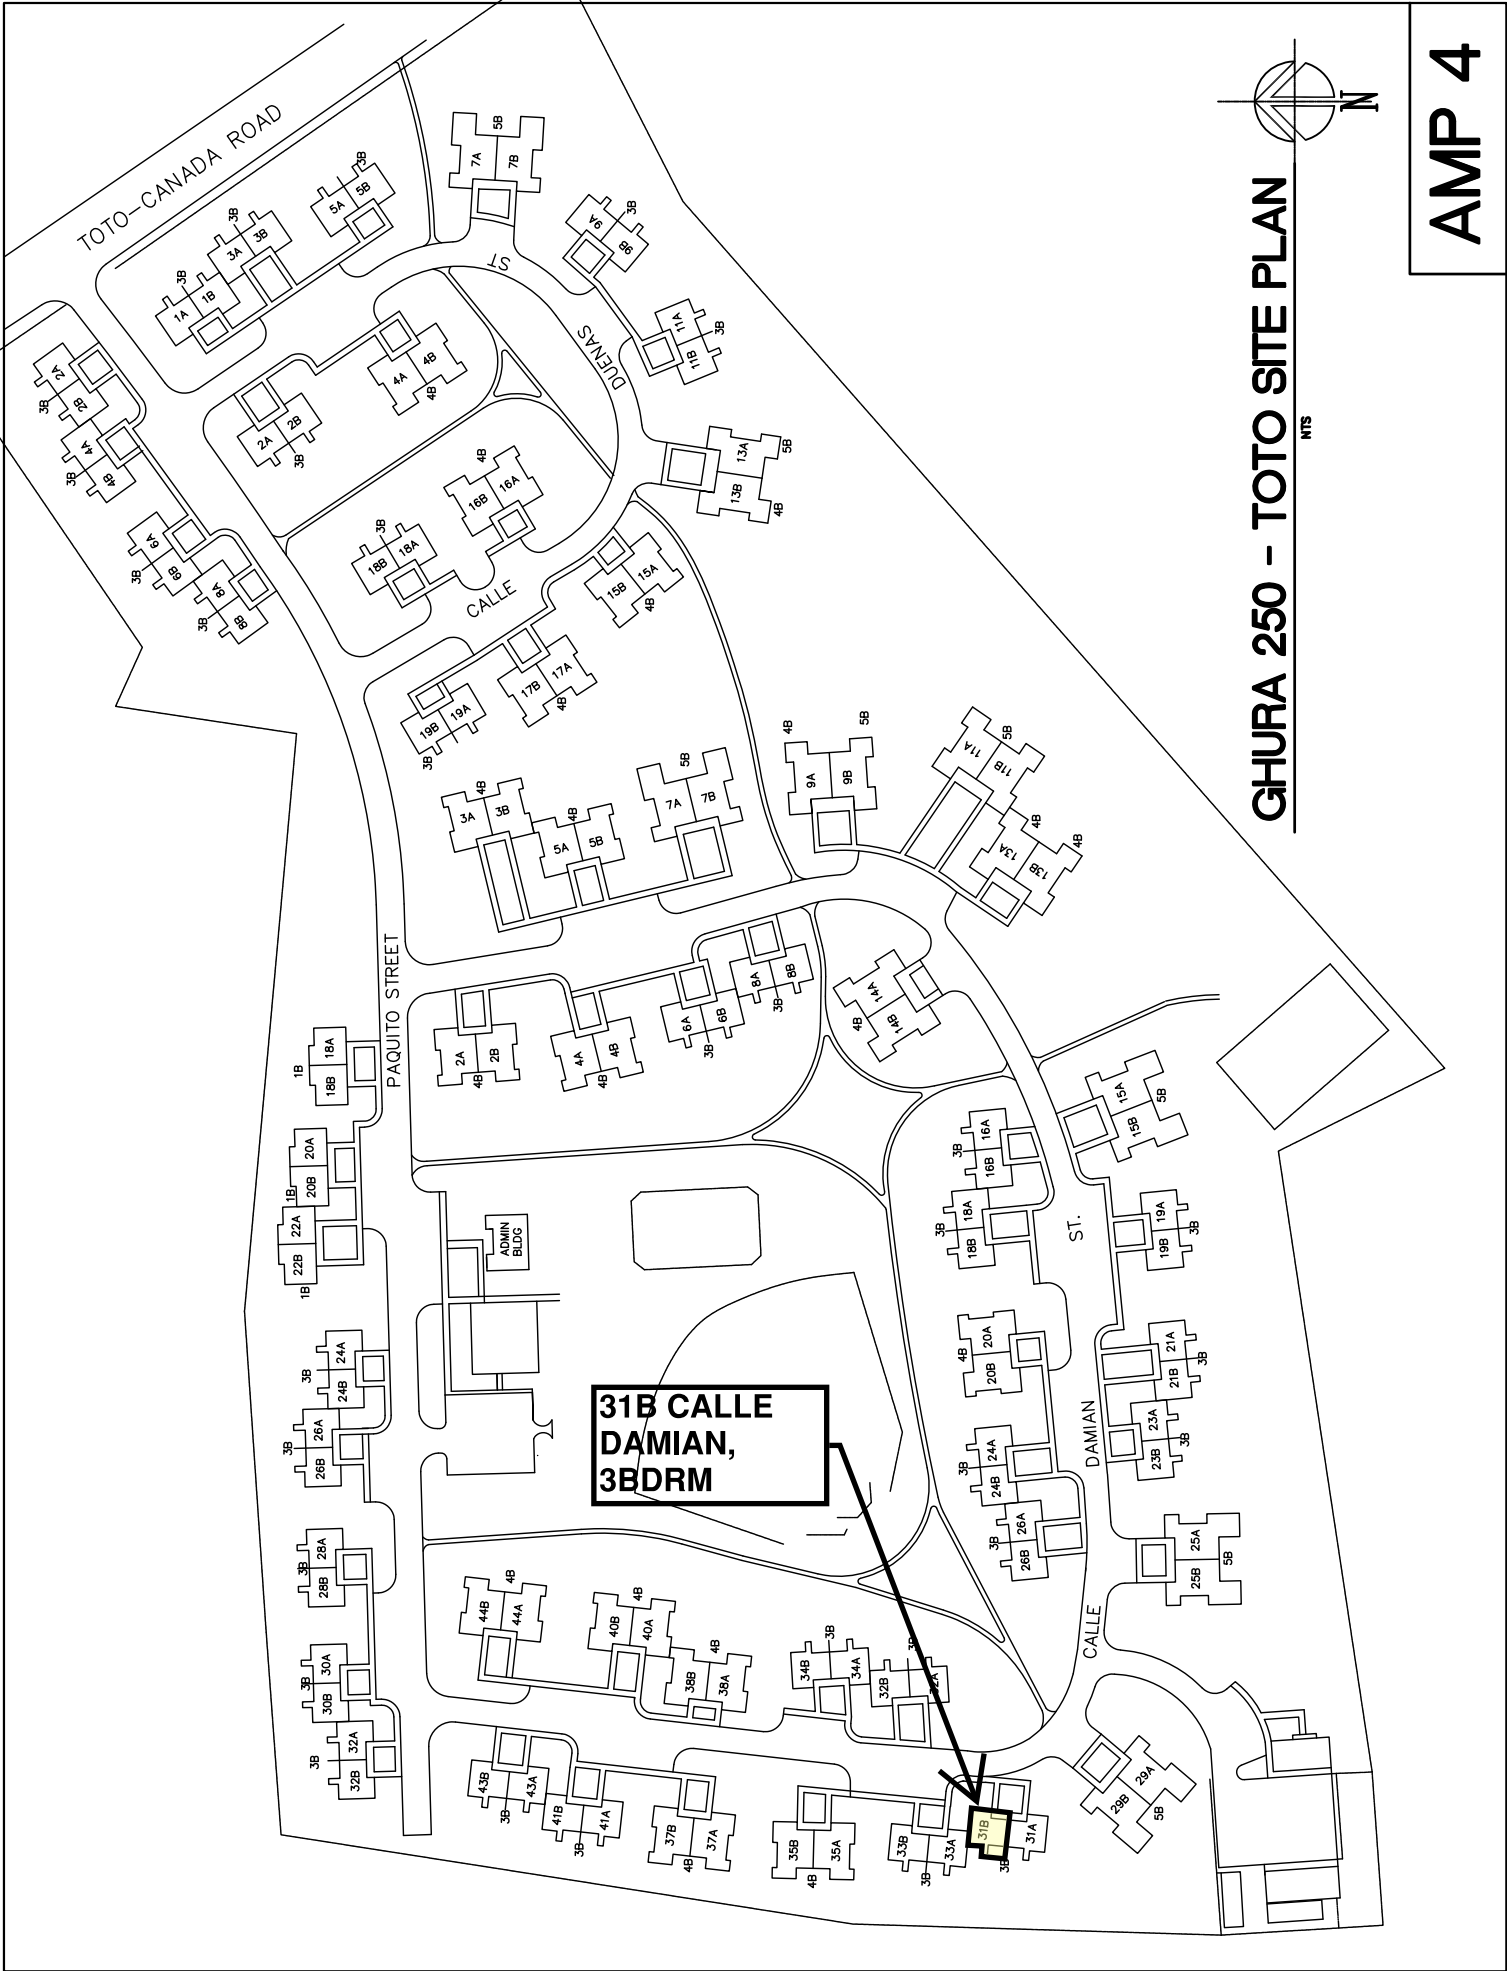 AMP 4
GHURA 250 - TOTO SITE PLAN
NTS
N
TOTO-CANADA ROAD
1A
1B
3B
3A
3B
3B
5A
5B
3B
7A
7B
5B
9A
9B
3B
11A
11B
3B
13A
13B
5B
4B
2A
2B
3B
4A
4B
3B
6A
6B
3B
8A
8B
3B
2A
2B
3B
4A
4B
4B
16B
16A
4B
18B
18A
3B
15B
15A
4B
17B
17A
4B
19B
19A
3B
DUENAS
ST
CALLE
3A
3B
4B
5A
5B
4B
7A
7B
5B
9A
9B
4B
5B
11A
11B
5B
13A
13B
4B
4B
PAQUITO STREET
2A
2B
4B
4A
4B
4B
6A
6B
3B
8A
8B
3B
14A
14B
4B
18A
18B
1B
20A
20B
1B
22A
22B
1B
24A
24B
3B
26A
26B
3B
28A
28B
3B
30A
30B
3B
32A
32B
3B
ADMIN
BLDG
15A
15B
5B
16A
16B
3B
18A
18B
3B
19A
19B
3B
20A
20B
4B
21A
21B
3B
23A
23B
3B
24A
24B
3B
26A
26B
3B
25A
25B
5B
ST.
DAMIAN
CALLE
31B CALLE
DAMIAN,
3BDRM
44B
44A
4B
40B
40A
4B
38B
38A
4B
34B
34A
3B
32B
32A
3B
43B
43A
3B
41B
41A
3B
37B
37A
4B
35B
35A
4B
33B
33A
3B
31B
31A
3B
29A
29B
5B